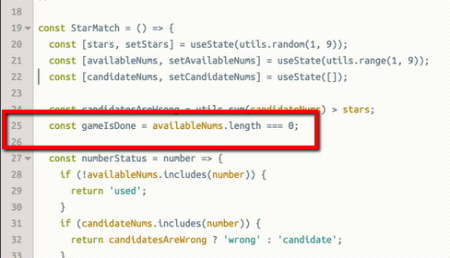 18
19 const StarMatch = () => {
20 const [stars, setStars] = useState(utils.random(1, 9));
21 const [availableNums, setAvailableNums] = useState(utils.range(1, 9));
22 const [candidateNums, setCandidateNums] = useState([]);
24 const candidatesAreWrong = utils.sum(candidateNums) > stars;
25 const gameIsDone = availableNums.length === 0;
26
27 const numberStatus = number => {
28 if (!availableNums.includes(number)) {
29 return 'used';
30 }
31 if (candidateNums.includes(number)) {
32 return candidatesAreWrong ? 'wrong' : 'candidate';
33 }